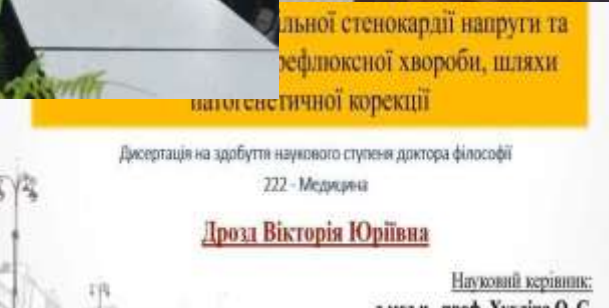 льної стенокардії напруги та
рефлюксної хвороби, шляхи
патогенетичної корекції
Дисертація на здобуття наукового ступеня доктора філософії
222 - Медицина
Дрозд Вікторія Юріївна
Науковий керівник:
проф.